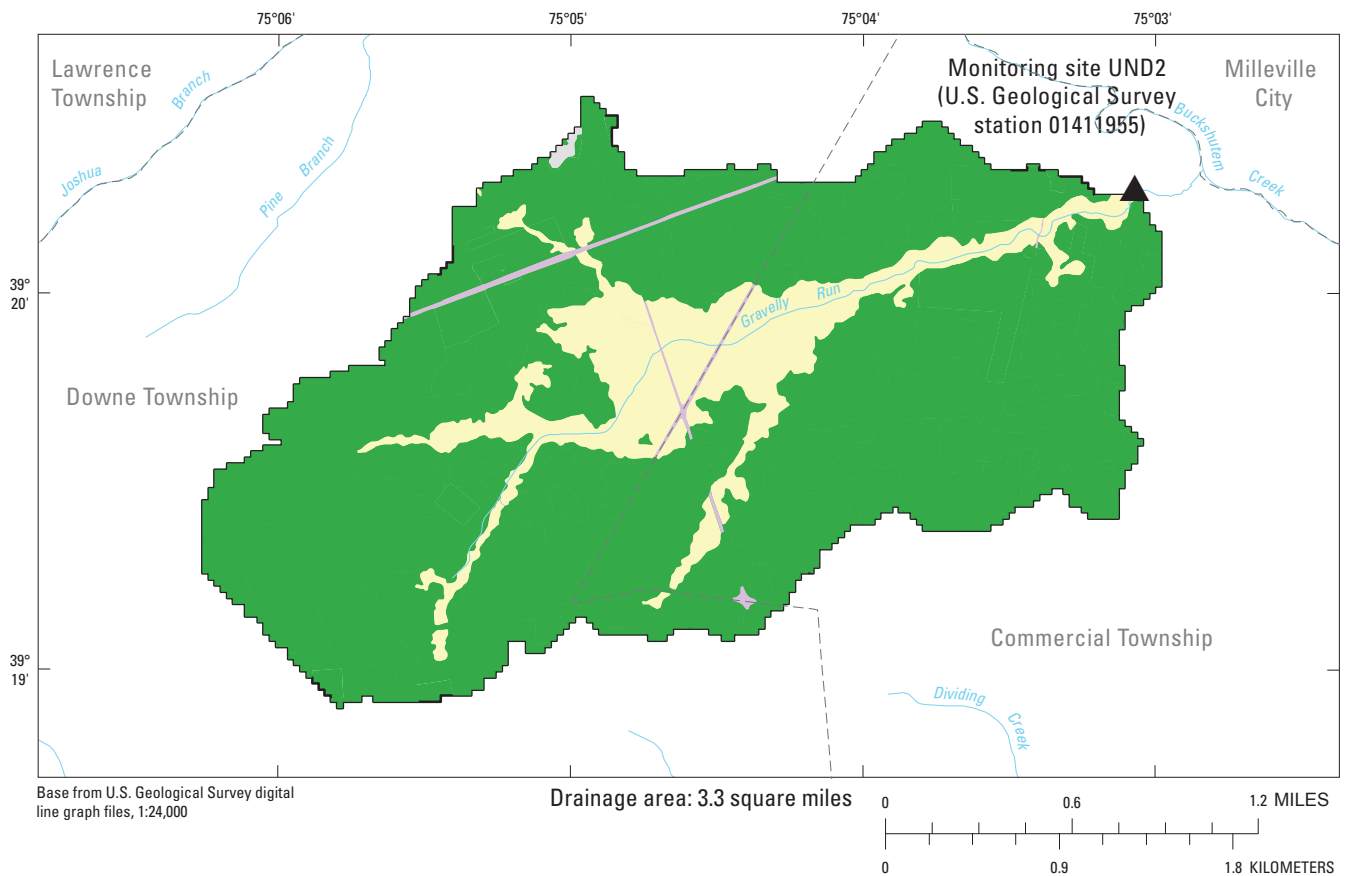 75°06'
75°05'
75°04'
75°03'
Lawrence
Township
Joshua
Branch
Pine
Branch
Monitoring site UND2
(U.S. Geological Survey
station 01411955)
Milleville
City
Buckshutem
Creek
39°
20'
Gravelly Run
Downe Township
39°
19'
Commercial Township
Dividing
Creek
Base from U.S. Geological Survey digital
line graph files, 1:24,000
Drainage area: 3.3 square miles
0 0.6 1.2 MILES
0 0.9 1.8 KILOMETERS